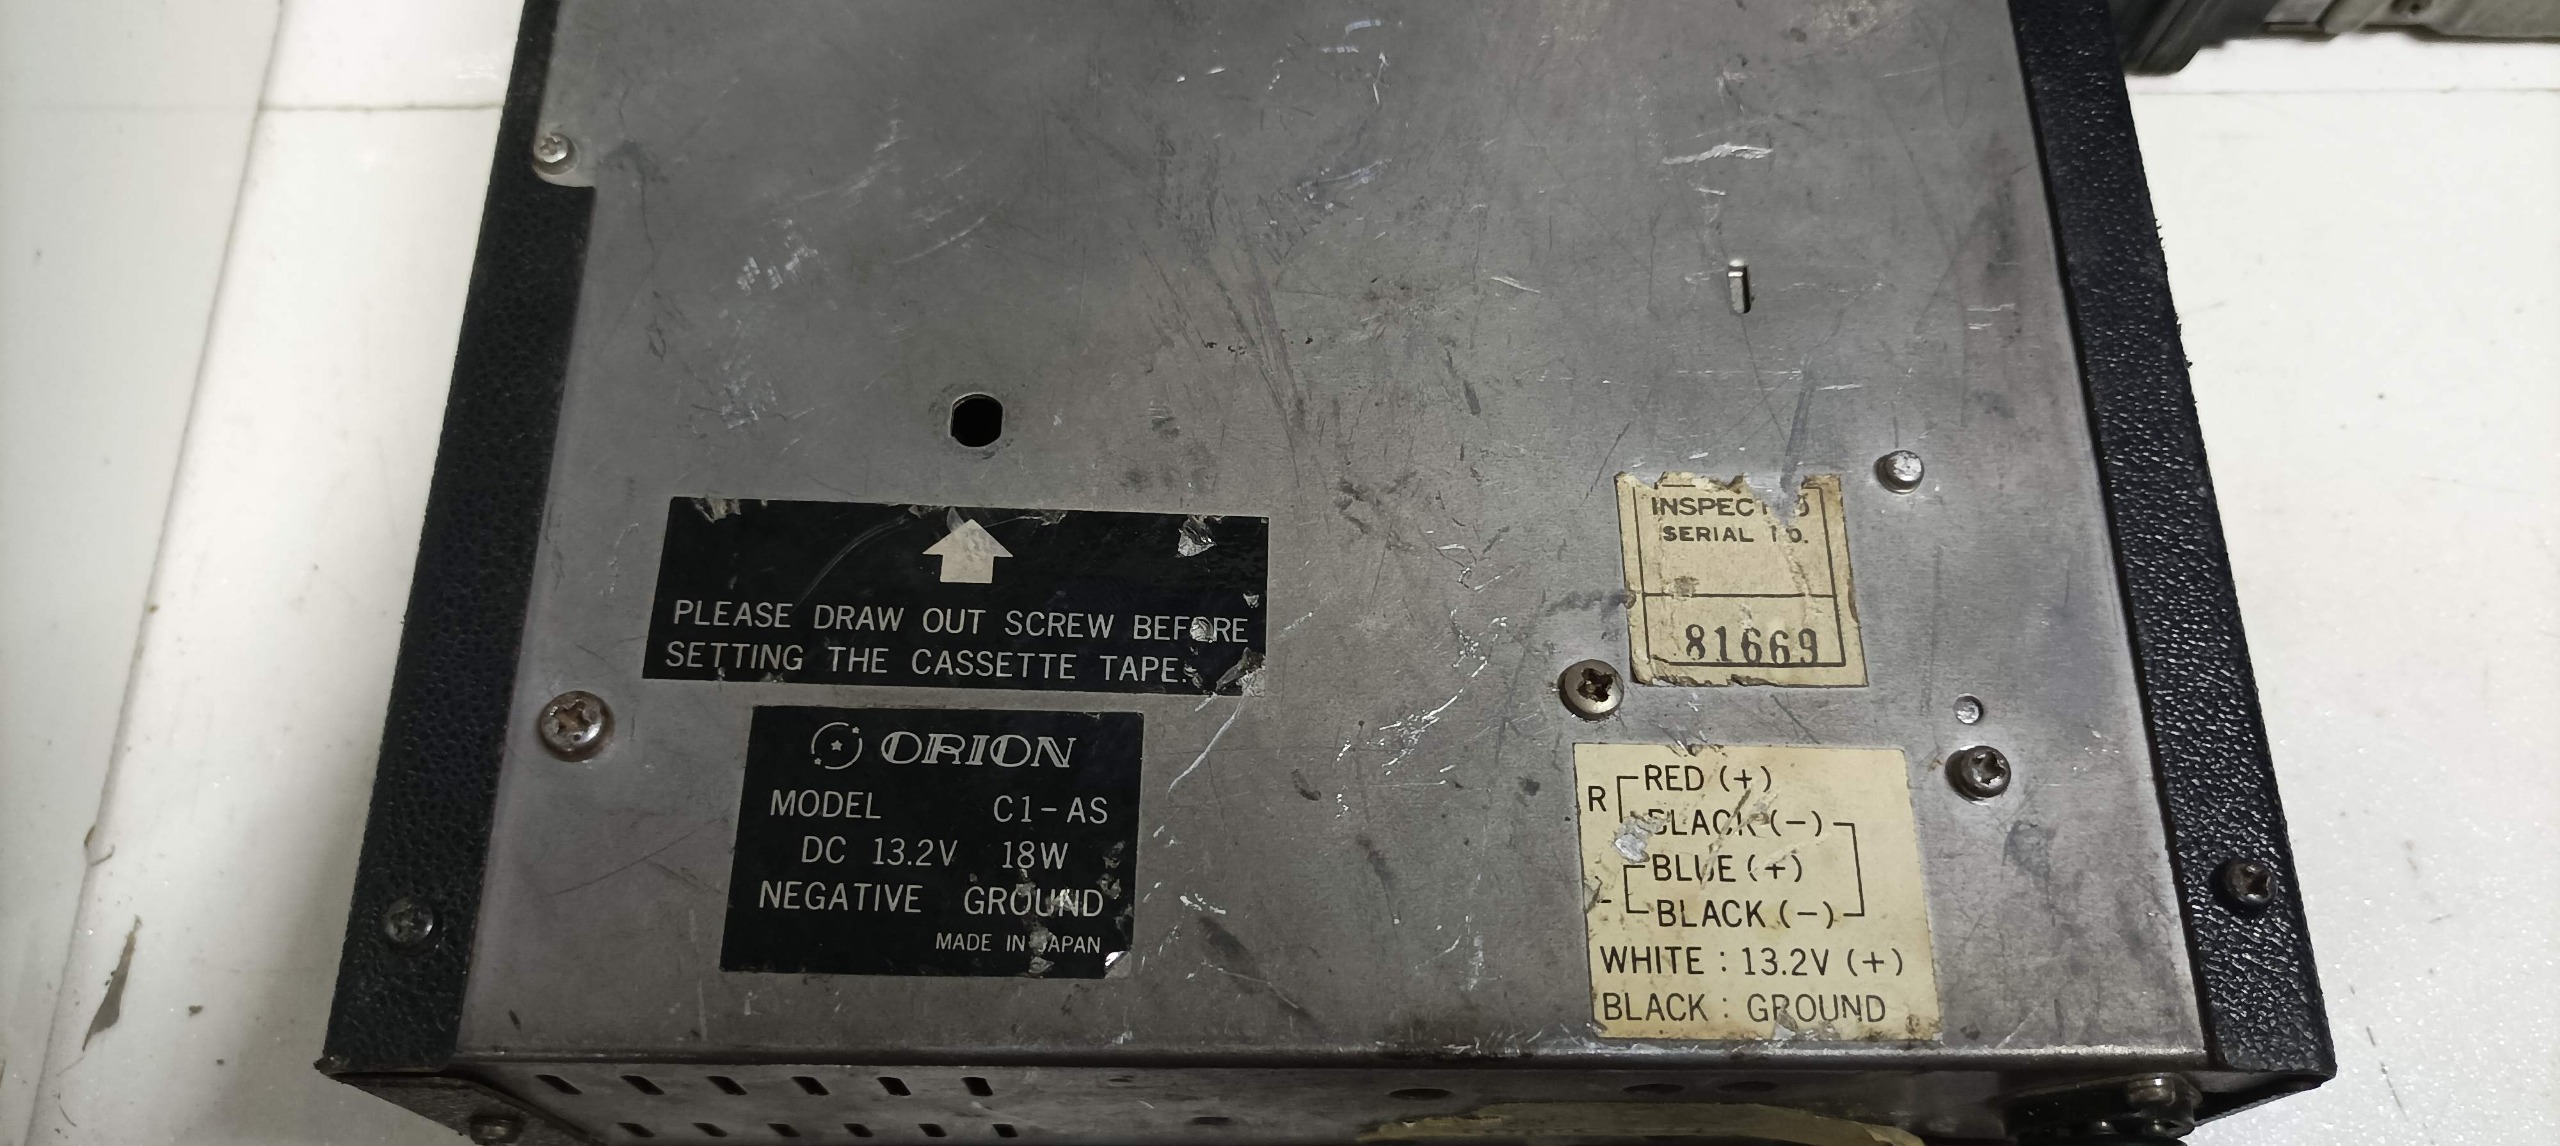 PLEASE DRAW OUT SCREW BEFORE
SETTING THE CASSETTE TAPE.
ORION
MODEL C1-AS
DC 13.2V 18W
NEGATIVE GROUND
MADE IN JAPAN
SERIAL NO.
81669
R RED (+)
BLACK (-)
BLUE (+)
BLACK (-)
WHITE : 13.2V (+)
BLACK : GROUND